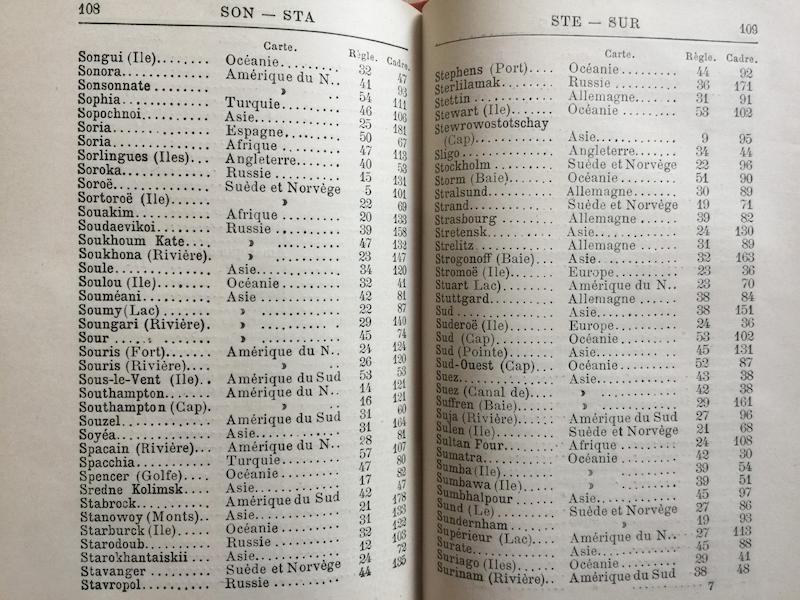 108 SON — STA
Carte. Règle. Cadre.
Songui (Ile)........ Océanie.......... 32 47
Sonora............ Amérique du N.. 41 93
Sonsonnate ........ » 54 111
Sophia............ Turquie.......... 46 106
Sopochnoi......... Asie............. 25 181
Soria............. Espagne.......... 50 67
Soria............. Afrique.......... 47 113
Sorlingues (Iles)... Angleterre........ 40 53
Soroka............ Russie........... 15 131
Soroë............. Suède et Norvège 5 101
Sortoroë (Ile)...... » 22 69
Souakim........... Afrique.......... 20 133
Soudaevikoi........ Russie........... 39 158
Soukhoum Kate.... » .......... 47 132
Soukhona (Rivière). » .......... 23 147
Soule............. Asie............. 34 120
Soulou (Ile)........ Océanie.......... 32 41
Souméani.......... Asie ............ 42 81
Soumy (Lac) ....... » .......... 22 87
Soungari (Rivière). » .......... 29 140
Sour ............. » .......... 45 74
Souris (Fort)....... Amérique du N.. 24 124
Souris (Rivière).... » 26 120
Sous-le-Vent (Ile).. Amérique du Sud 53 53
Southampton....... Amérique du N.. 14 121
Southampton (Cap). » 16 121
Souzel............ Amérique du Sud 31 60
Soyéa............. Asie............. 31 164
Spacain (Rivière)... Amérique du N.. 28 81
Spacchia........... Turquie.......... 57 107
Spencer (Golfe).... Océanie.......... 47 80
Sredne Kolimsk.... Asie............. 17 82
Stabrock........... Amérique du Sud 42 47
Stanowoy (Monts).. Asie............. 21 178
Starburck (Ile)..... Océanie.......... 31 133
Starodoub.......... Russie........... 32 122
Starokhantaiskii ... Asie............. 12 103
Stavanger ......... Suède et Norvège 24 72
Stavropol.......... Russie ........... 44 135
STE — SUR 109
Carte. Règle. Cadre.
Stephens (Port).... Océanie.......... 44 92
Sterlilamak........ Russie .......... 36 171
Stettin ............ Allemagne........ 31 91
Stewart (Ile)....... Océanie .......... 53 102
Stewrowostotschay
(Cap)............ Asie............. 9 95
Sligo.............. Angleterre........ 34 44
Stockholm ......... Suède et Norvège 22 96
Storm (Baie)....... Océanie.......... 51 90
Stralsund.......... Allemagne........ 30 89
Strand............. Suède et Norvège 19 71
Strasbourg ........ Allemagne ....... 39 82
Stretensk.......... Asie............. 24 130
Strelitz ........... Allemagne ....... 31 89
Strogonoff (Baie)... Asie............. 32 163
Stromoë (Ile)....... Europe........... 23 36
Stuart Lac)........ Amérique du N.. 23 70
Stuttgard.......... Allemagne ....... 38 84
Sud ............... Asie............. 38 151
Suderoë (Ile)....... Europe........... 24 36
Sud (Cap).......... Océanie.......... 53 102
Sud (Pointe)....... Asie............. 45 131
Sud-Ouest (Cap)... Océanie.......... 52 87
Suez............... Asie............. 43 38
Suez (Canal de).... » .......... 42 38
Suffren (Baie)...... » .......... 29 161
Suja (Rivière)...... Amérique du Sud 27 96
Sulen (Ile)......... Suède et Norvège 21 68
Sultan Four........ Afrique .......... 24 108
Sumatra........... Océanie .......... 42 30
Sumba (Ile)........ » .......... 39 54
Sumbawa (Ile)..... » .......... 39 51
Sumbhalpour ...... Asie............. 45 97
Sund (Le) ......... Suède et Norvège 27 86
Sundernham ....... » 19 93
Supérieur (Lac).... Amérique du N.. 27 113
Surate............. Asie............. 45 88
Suriago (Iles)...... Océanie.......... 29 41
Surinam (Rivière).. Amérique du Sud 38 48
7